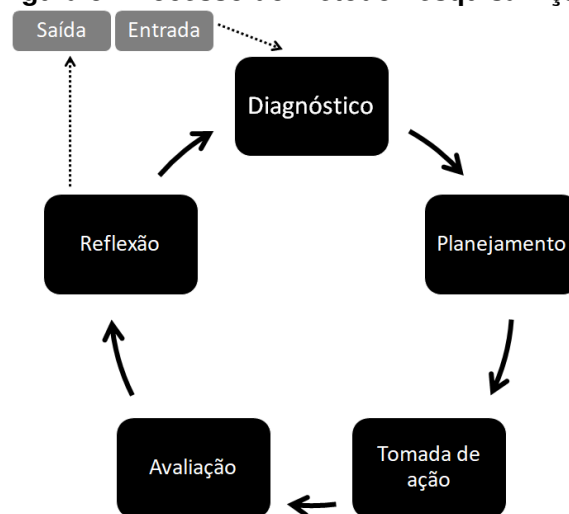 Saída
Entrada
Diagnóstico
Reflexão
Planejamento
Avaliação
Tomada de
ação